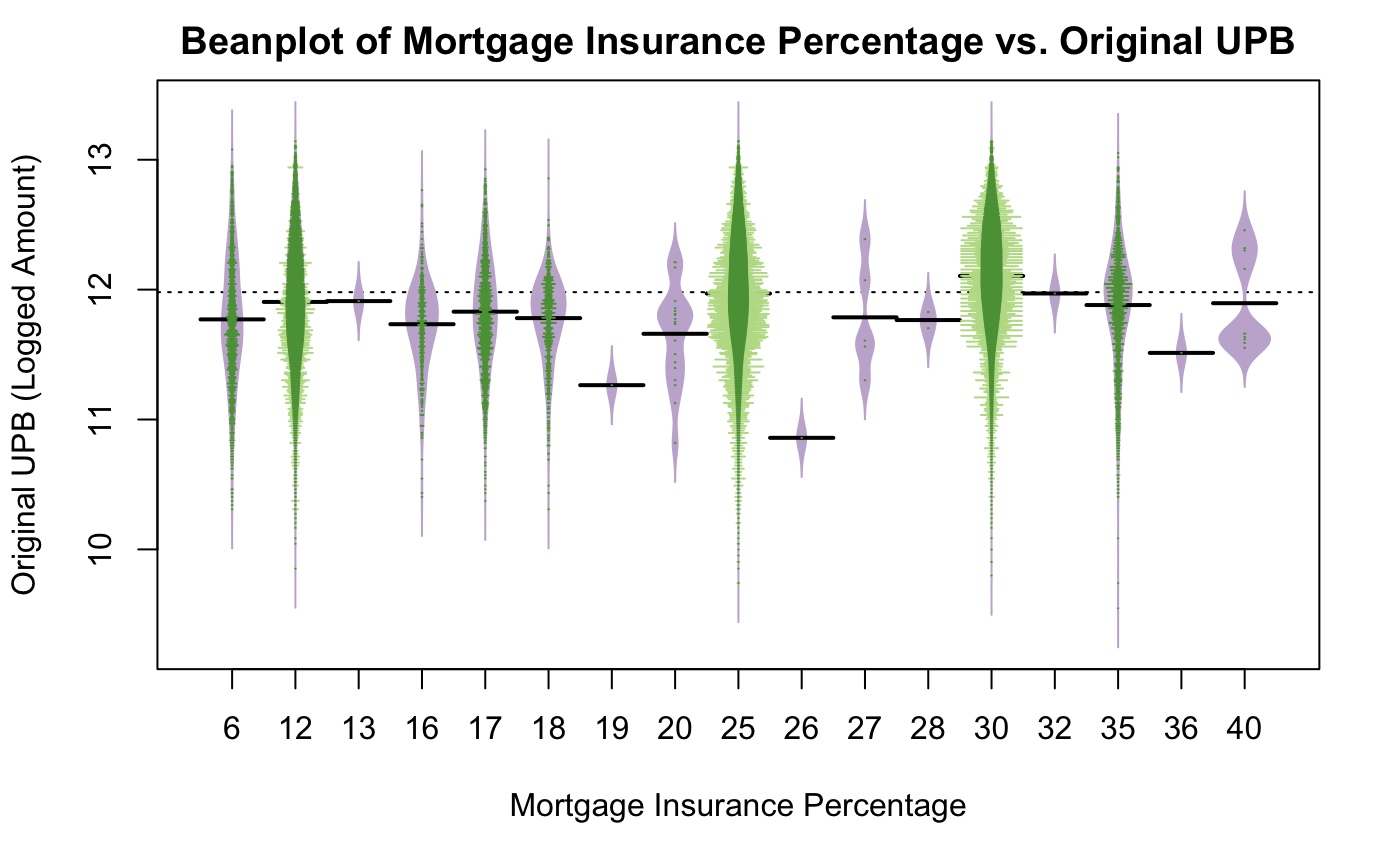 Beanplot of Mortgage Insurance Percentage vs. Original UPB
Original UPB (Logged Amount)
13
12
11
10
6 12 13 16 17 18 19 20 25 26 27 28 30 32 35 36 40
Mortgage Insurance Percentage